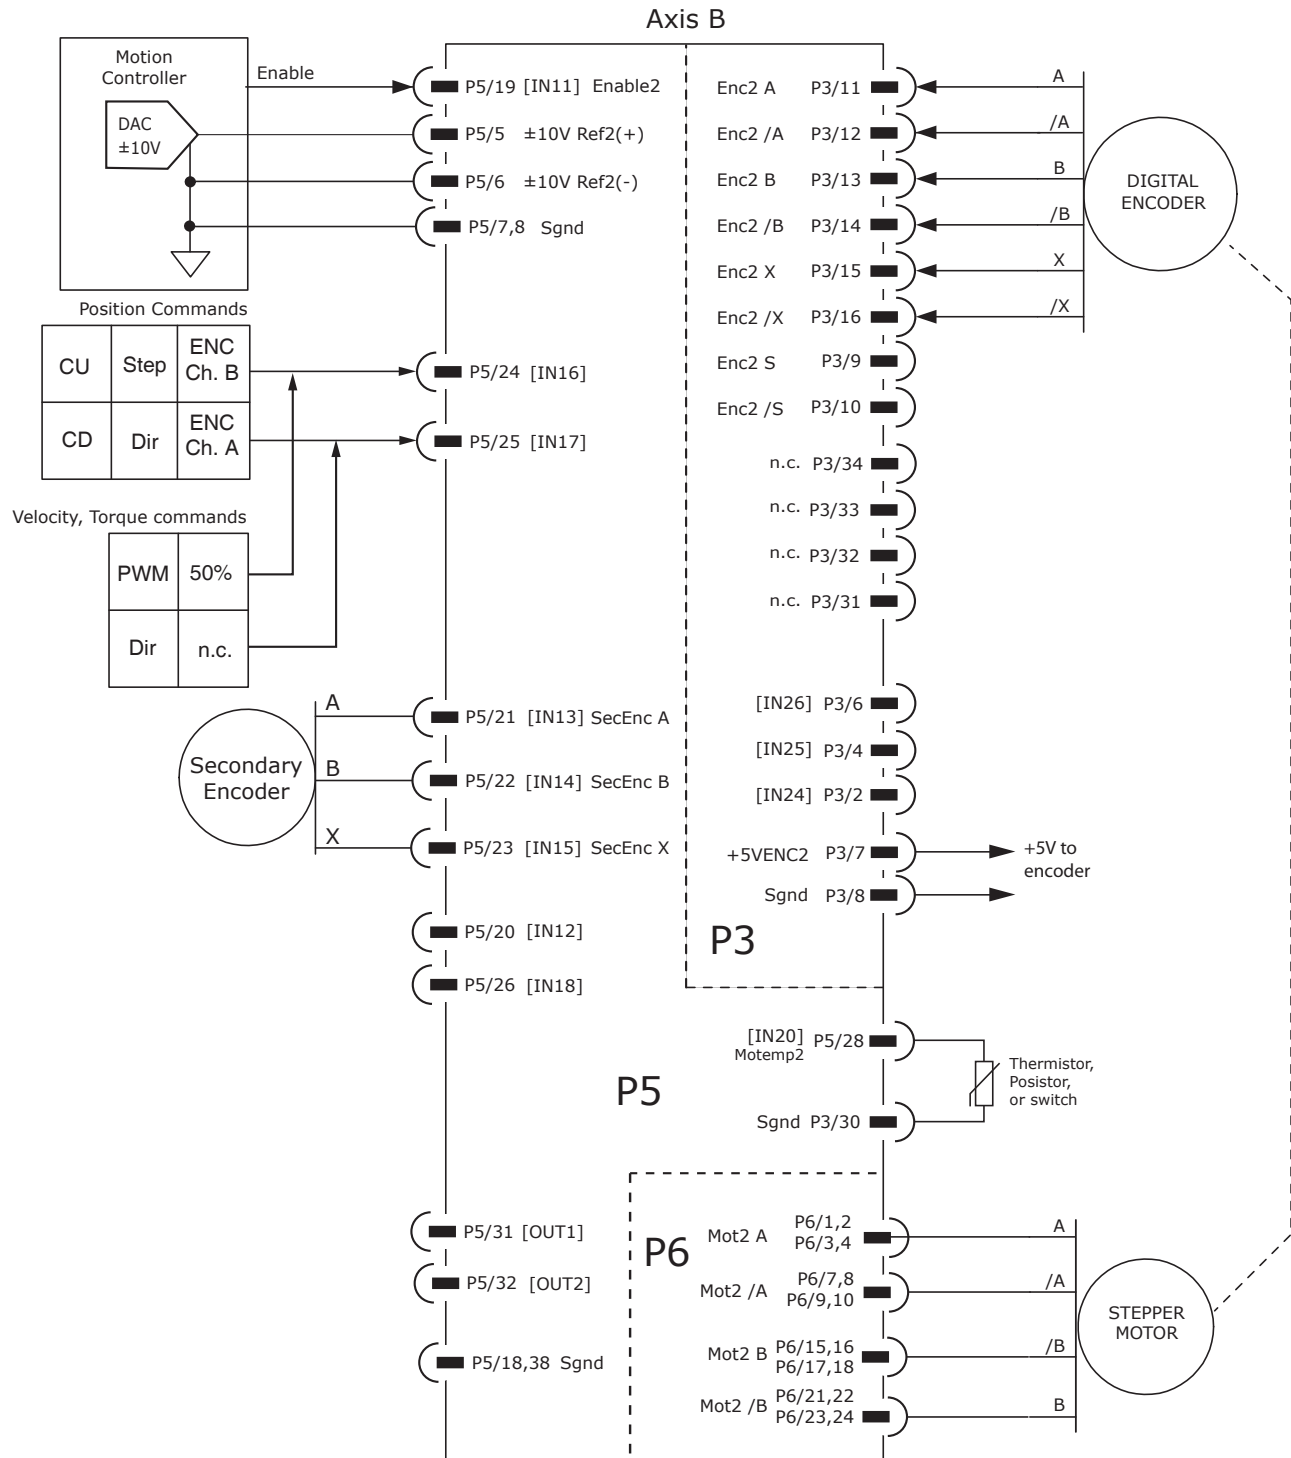 Axis B
Motion
Controller
DAC
±10V
Enable
P5/19 [IN11] Enable2
P5/5 ±10V Ref2(+)
P5/6 ±10V Ref2(-)
P5/7,8 Sgnd
Position Commands
CU Step ENC Ch. B
CD Dir ENC Ch. A
P5/24 [IN16]
P5/25 [IN17]
Velocity, Torque commands
PWM 50%
Dir n.c.
Secondary
Encoder
A
B
X
P5/21 [IN13] SecEnc A
P5/22 [IN14] SecEnc B
P5/23 [IN15] SecEnc X
P5/20 [IN12]
P5/26 [IN18]
P5
P5/31 [OUT1]
P5/32 [OUT2]
P5/18,38 Sgnd
Enc2 A P3/11 A
Enc2 /A P3/12 /A
Enc2 B P3/13 B
Enc2 /B P3/14 /B
Enc2 X P3/15 X
Enc2 /X P3/16 /X
DIGITAL
ENCODER
Enc2 S P3/9
Enc2 /S P3/10
n.c. P3/34
n.c. P3/33
n.c. P3/32
n.c. P3/31
[IN26] P3/6
[IN25] P3/4
[IN24] P3/2
+5VENC2 P3/7
+5V to
encoder
Sgnd P3/8
P3
[IN20] P5/28
Motemp2
Thermistor,
Posistor,
or switch
Sgnd P3/30
P6
Mot2 A P6/1,2
P6/3,4
A
Mot2 /A P6/7,8
P6/9,10
/A
Mot2 B P6/15,16
P6/17,18
/B
Mot2 /B P6/21,22
P6/23,24
B
STEPPER
MOTOR